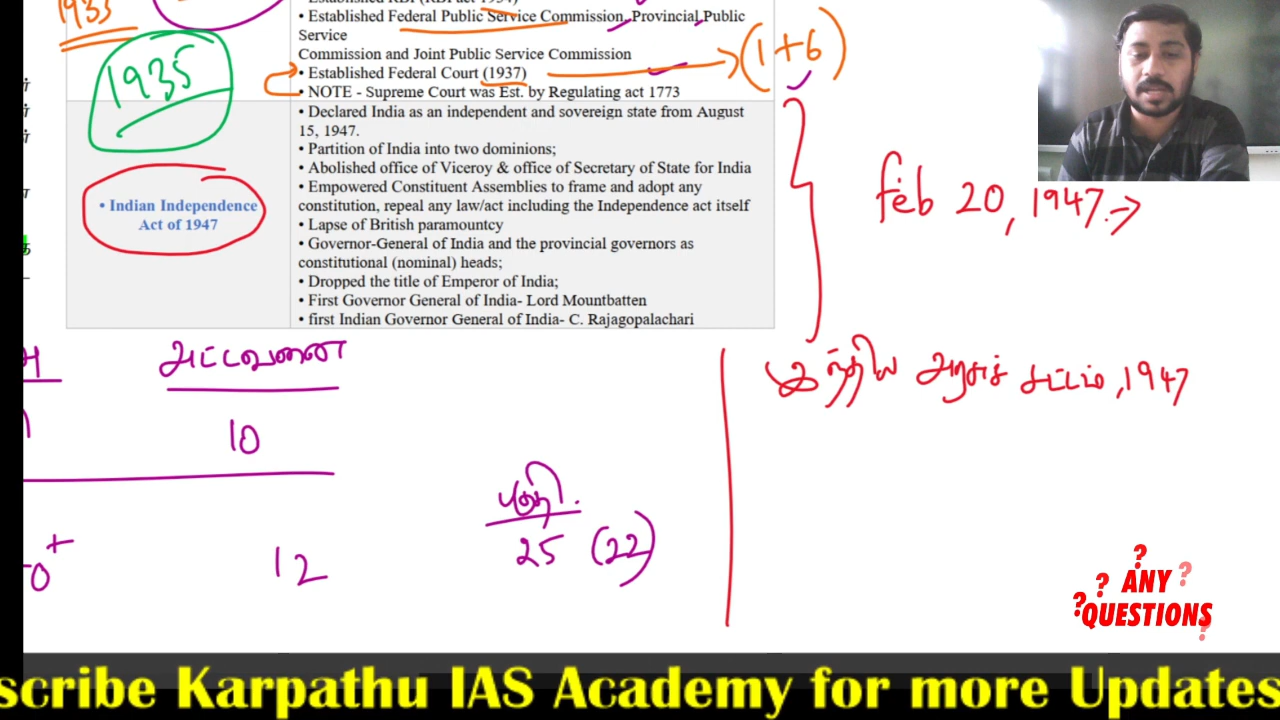 1935
• Established Federal Public Service Commission, Provincial Public
Service
Commission and Joint Public Service Commission
• Established Federal Court (1937)
(1+6)
• NOTE - Supreme Court was Est. by Regulating act 1773
1935
• Indian Independence
Act of 1947
• Declared India as an independent and sovereign state from August
15, 1947.
• Partition of India into two dominions;
• Abolished office of Viceroy & office of Secretary of State for India
• Empowered Constituent Assemblies to frame and adopt any
constitution, repeal any law/act including the Independence act itself
• Lapse of British paramountcy
• Governor-General of India and the provincial governors as
constitutional (nominal) heads;
• Dropped the title of Emperor of India;
• First Governor General of India- Lord Mountbatten
• first Indian Governor General of India- C. Rajagopalachari
Feb 20, 1947 →
அட்டவணை
10
12
பகுதி.
25 (22)
இந்திய அரசுச் சட்டம், 1947
? ANY ?
? QUESTIONS ?
scribe Karpathu IAS Academy for more Updates